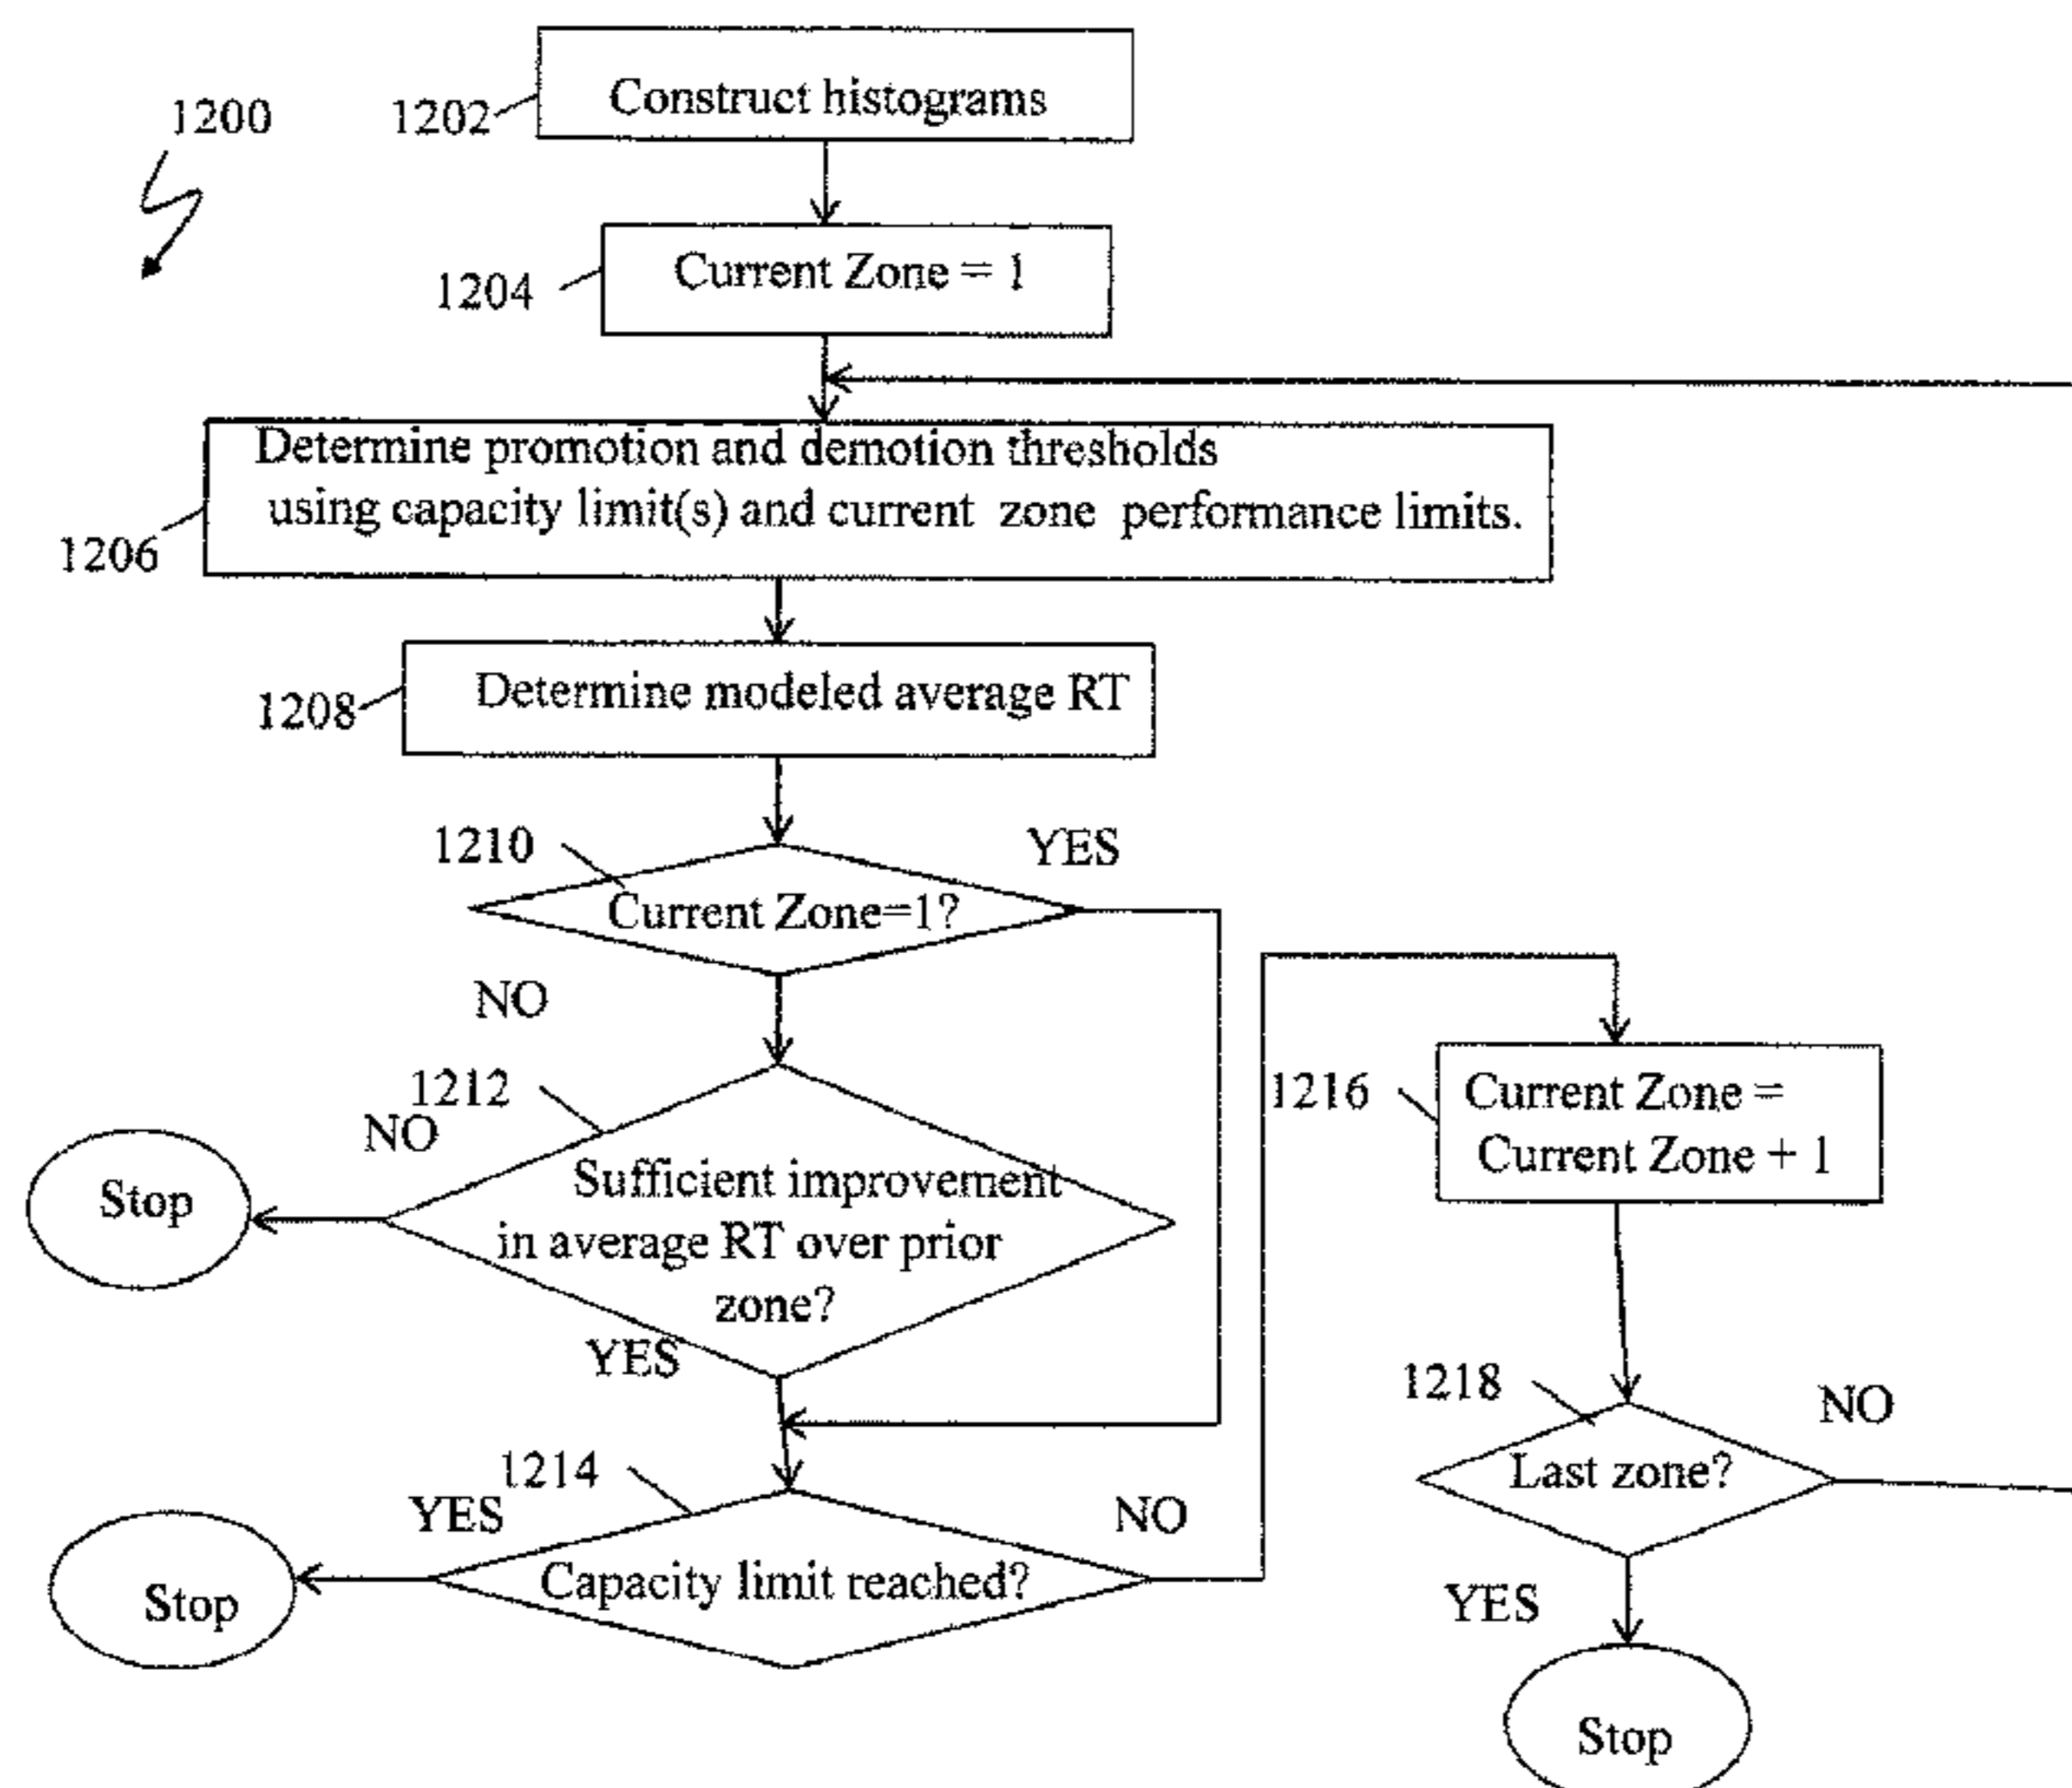 1200
1202
Construct histograms
1204
Current Zone = 1
Determine promotion and demotion thresholds
using capacity limit(s) and current zone performance limits.
1206
Determine modeled average RT
1208
1210
YES
Current Zone=1?
NO
1212
NO
Stop
Sufficient improvement
in average RT over prior
zone?
YES
1216
Current Zone =
Current Zone + 1
1214
YES
NO
Capacity limit reached?
Stop
1218
NO
Last zone?
YES
Stop